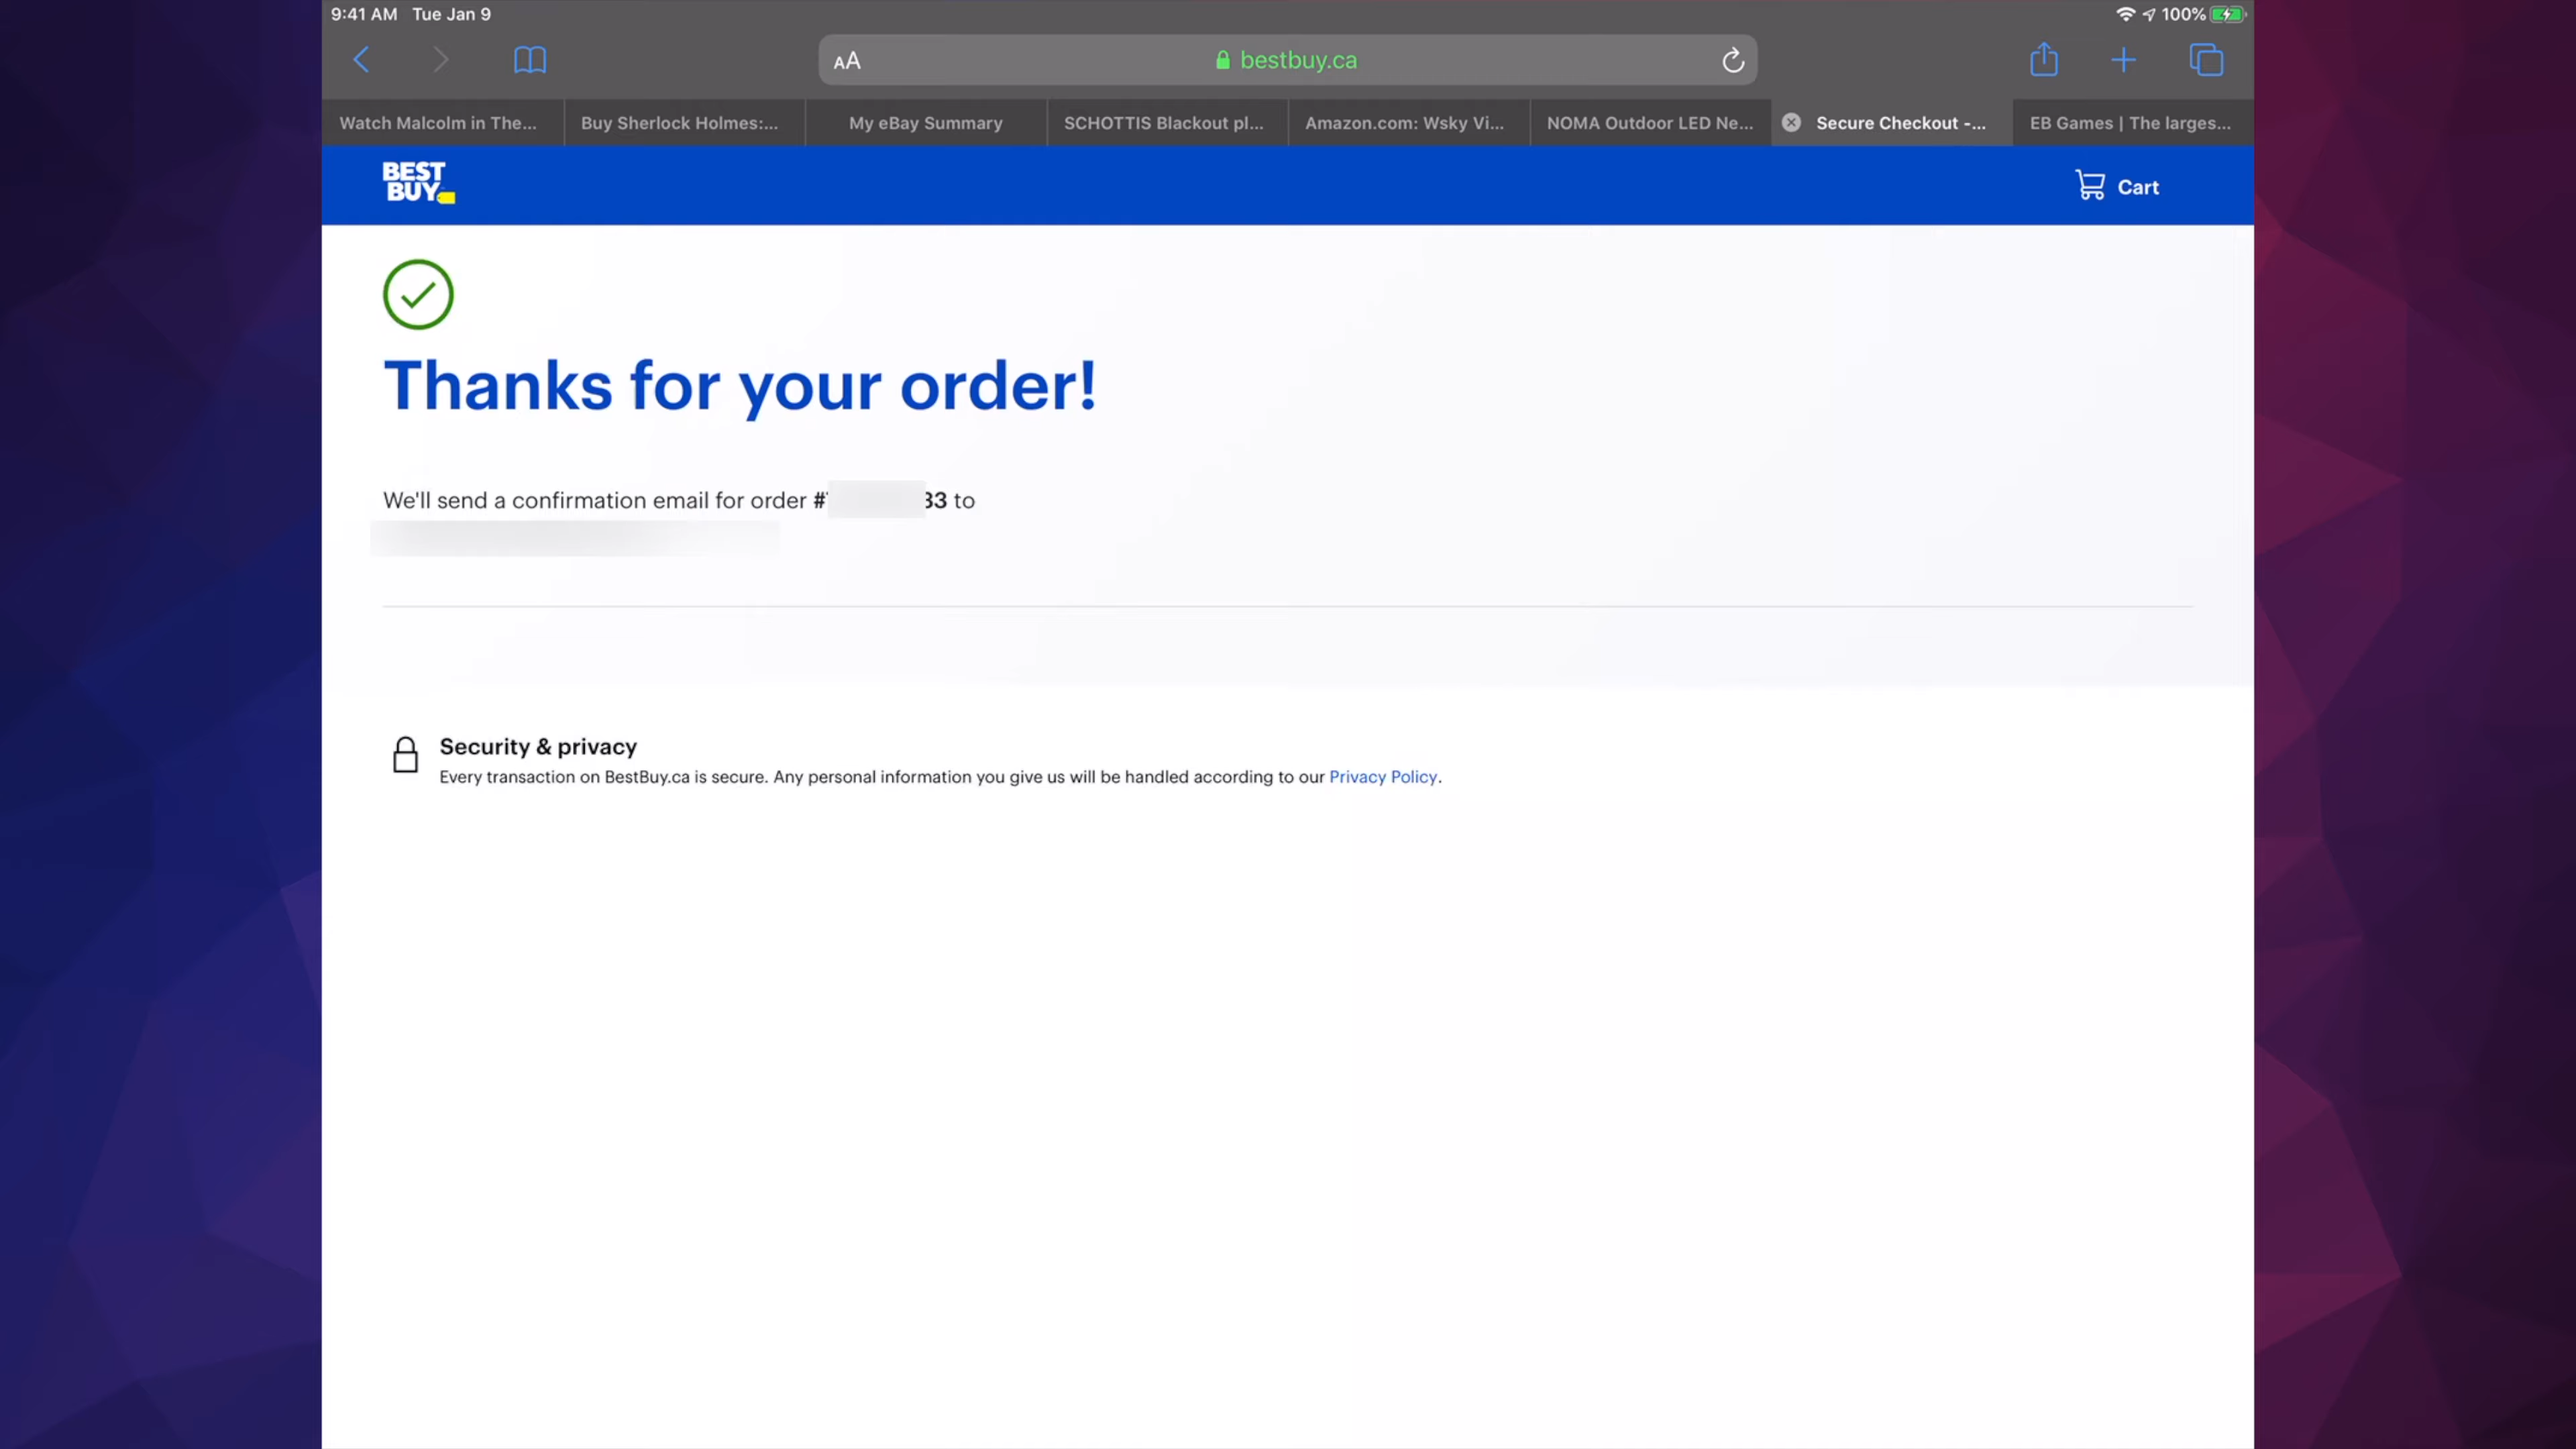 9:41 AM Tue Jan 9
100%
AA bestbuy.ca
Watch Malcolm in The... Buy Sherlock Holmes:... My eBay Summary SCHOTTIS Blackout pl... Amazon.com: Wsky Vi... NOMA Outdoor LED Ne... Secure Checkout -... EB Games | The larges...
BEST
BUY
Cart
Thanks for your order!
We'll send a confirmation email for order # 33 to
Security & privacy
Every transaction on BestBuy.ca is secure. Any personal information you give us will be handled according to our Privacy Policy.